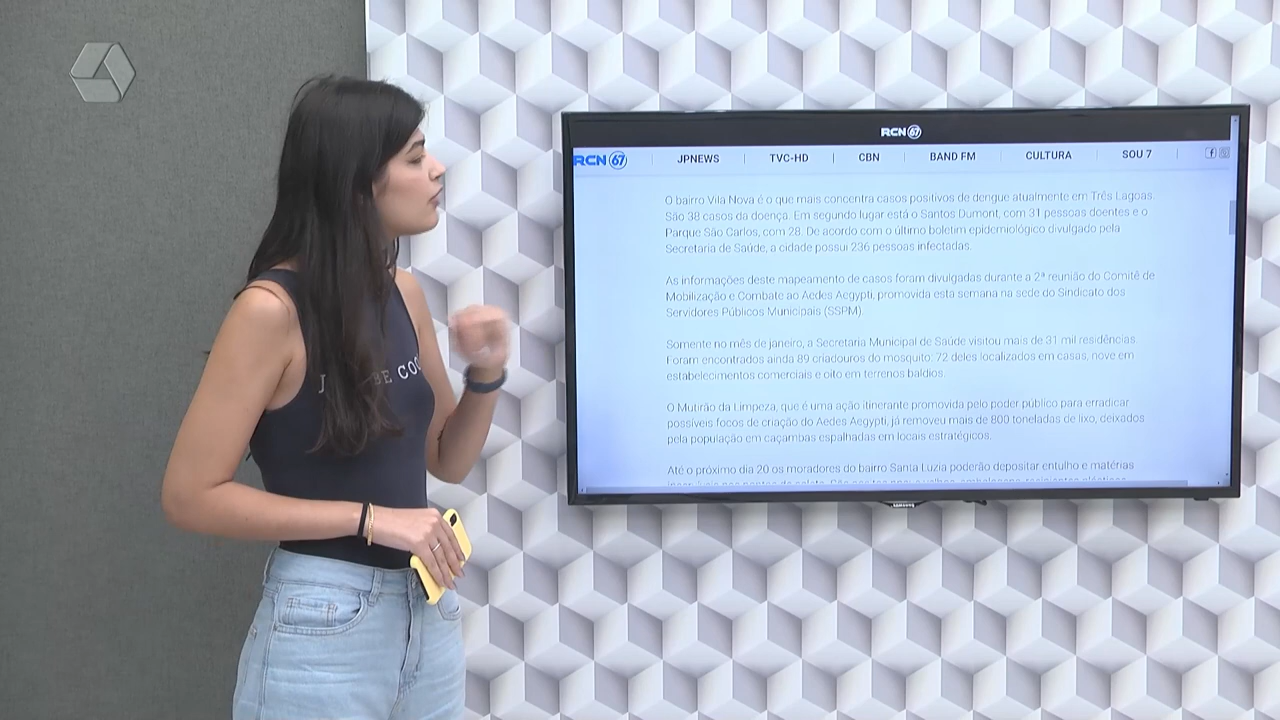 RCN 67
RCN 67 JPNEWS TVC-HD CBN BAND FM CULTURA SOU 7
O bairro Vila Nova é o que mais concentra casos positivos de dengue atualmente em Três Lagoas.
São 38 casos da doença. Em segundo lugar está o Santos Dumont, com 31 pessoas doentes e o
Parque São Carlos, com 28. De acordo com o último boletim epidemiológico divulgado pela
Secretaria de Saúde, a cidade possui 236 pessoas infectadas.
As informações deste mapeamento de casos foram divulgadas durante a 2ª reunião do Comitê de
Mobilização e Combate ao Aedes Aegypti, promovida esta semana na sede do Sindicato dos
Servidores Públicos Municipais (SSPM).
Somente no mês de janeiro, a Secretaria Municipal de Saúde visitou mais de 31 mil residências.
Foram encontrados ainda 89 criadouros do mosquito: 72 deles localizados em casas, nove em
estabelecimentos comerciais e oito em terrenos baldios.
O Mutirão da Limpeza, que é uma ação itinerante promovida pelo poder público para erradicar
possíveis focos de criação do Aedes Aegypti, já removeu mais de 800 toneladas de lixo, deixados
pela população em caçambas espalhadas em locais estratégicos.
Até o próximo dia 20 os moradores do bairro Santa Luzia poderão depositar entulho e matérias
SAMSUNG
J BE COO